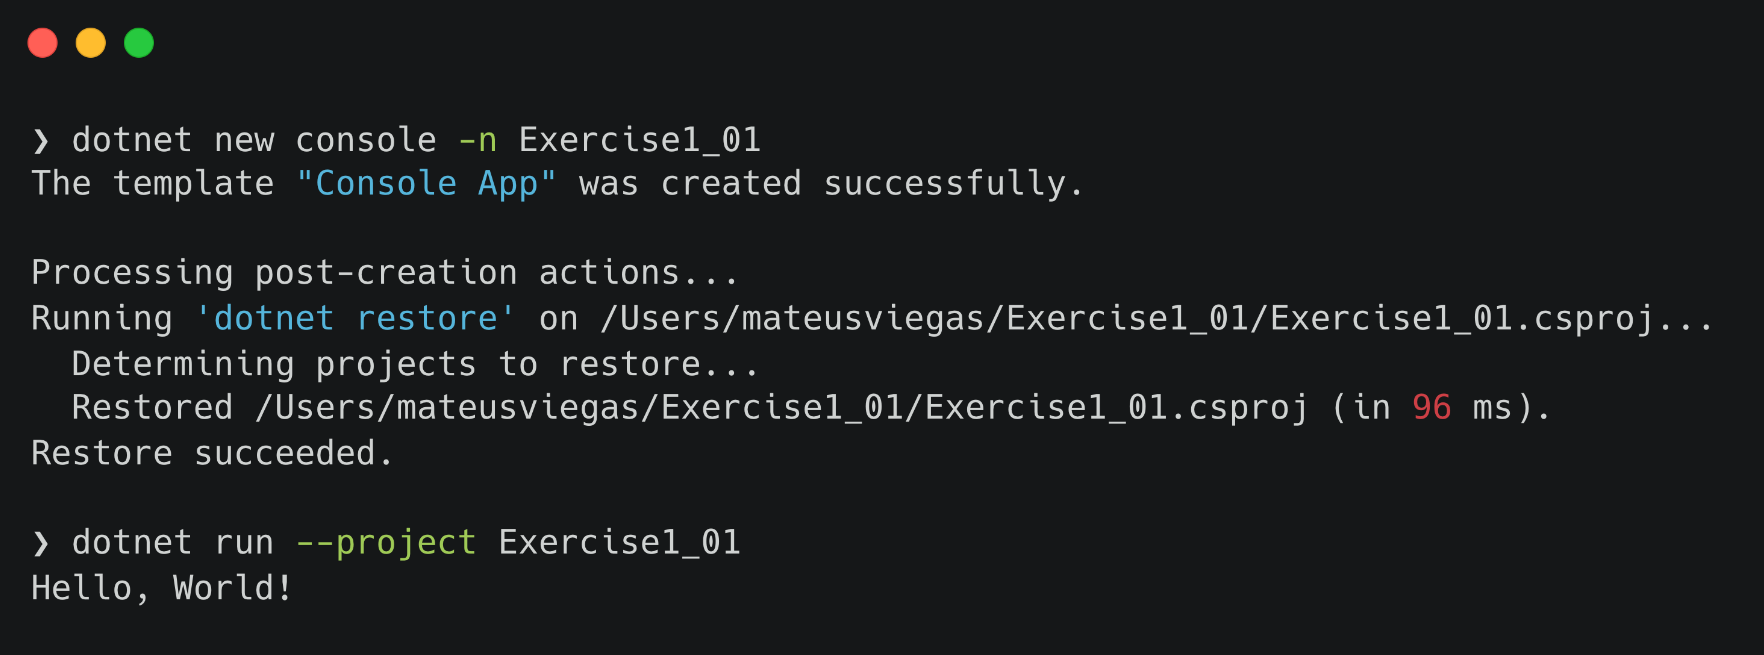 ❯ dotnet new console -n Exercise1_01
The template "Console App" was created successfully.
Processing post-creation actions...
Running 'dotnet restore' on /Users/mateusviegas/Exercise1_01/Exercise1_01.csproj...
Determining projects to restore...
Restored /Users/mateusviegas/Exercise1_01/Exercise1_01.csproj (in 96 ms).
Restore succeeded.
❯ dotnet run --project Exercise1_01
Hello, World!